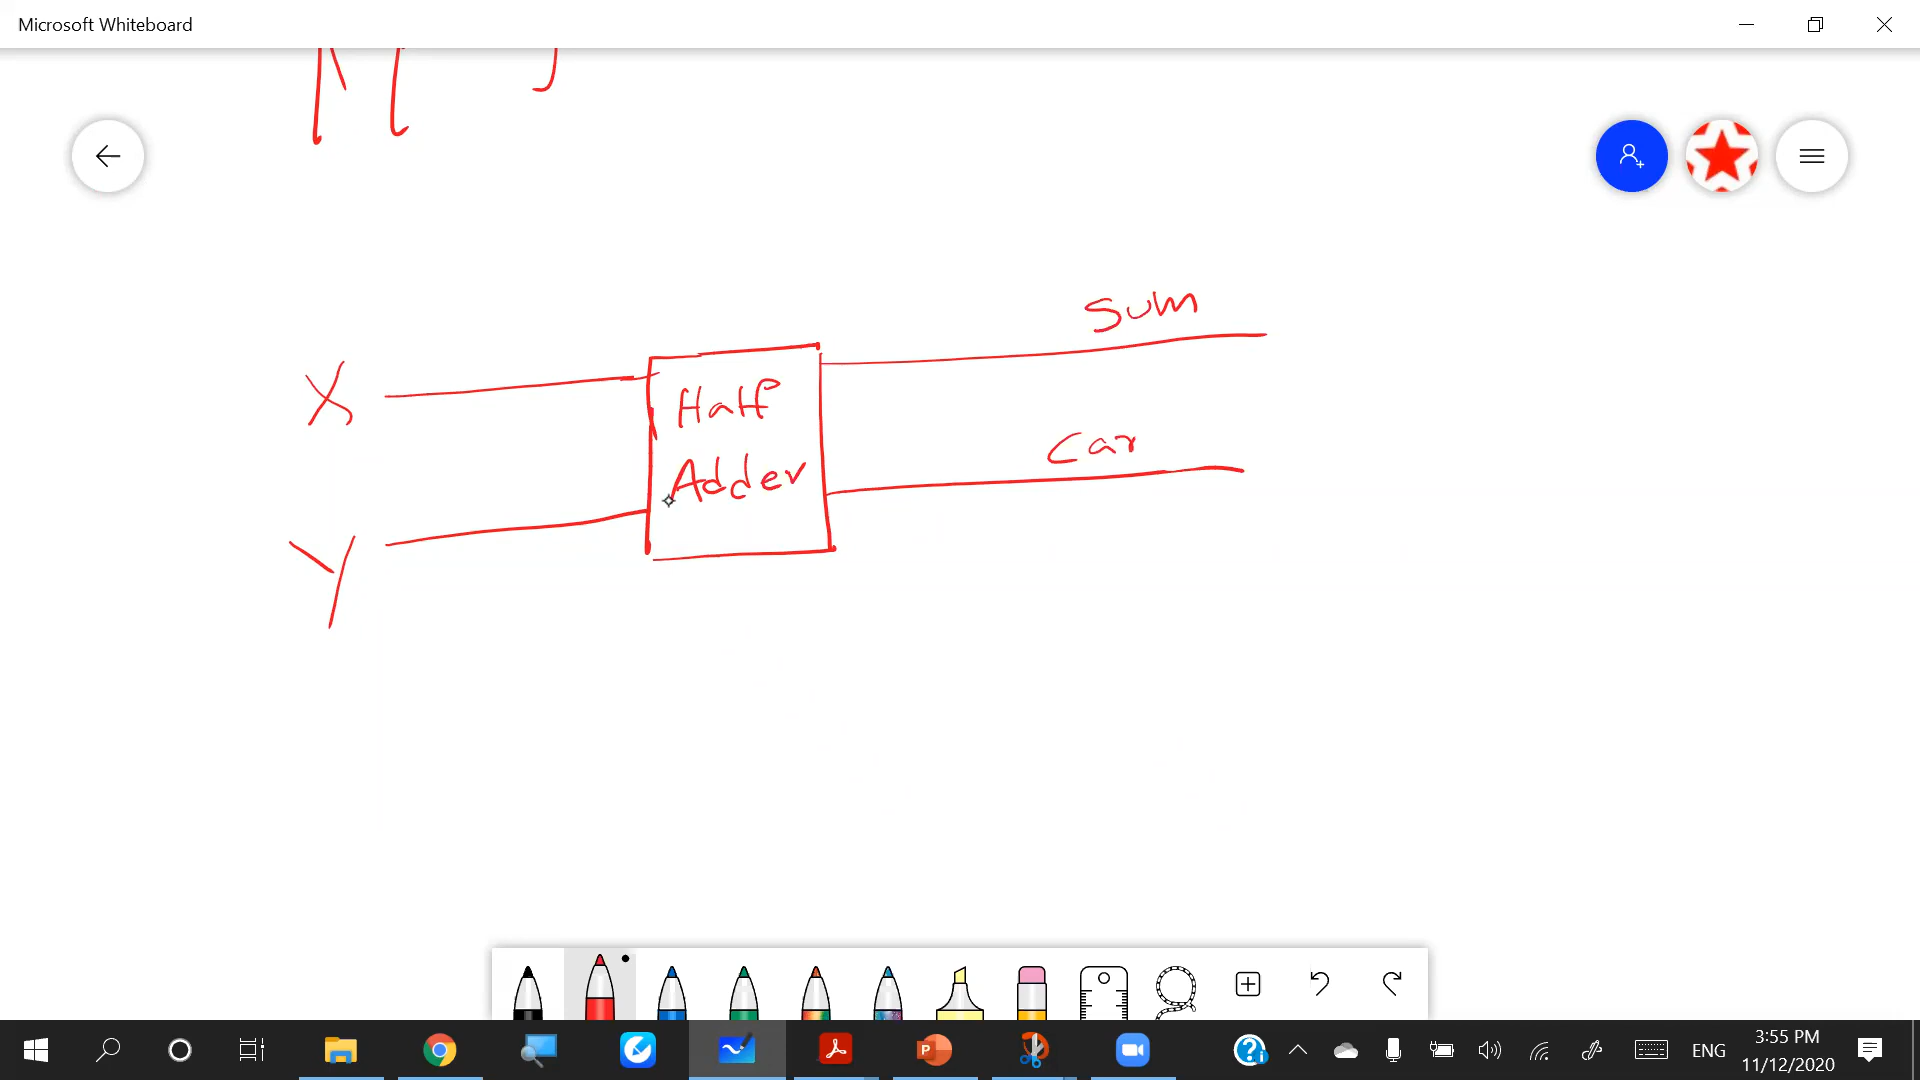 Microsoft Whiteboard
Sum
X
Half
Car
Adder
Y
ENG
3:55 PM
11/12/2020